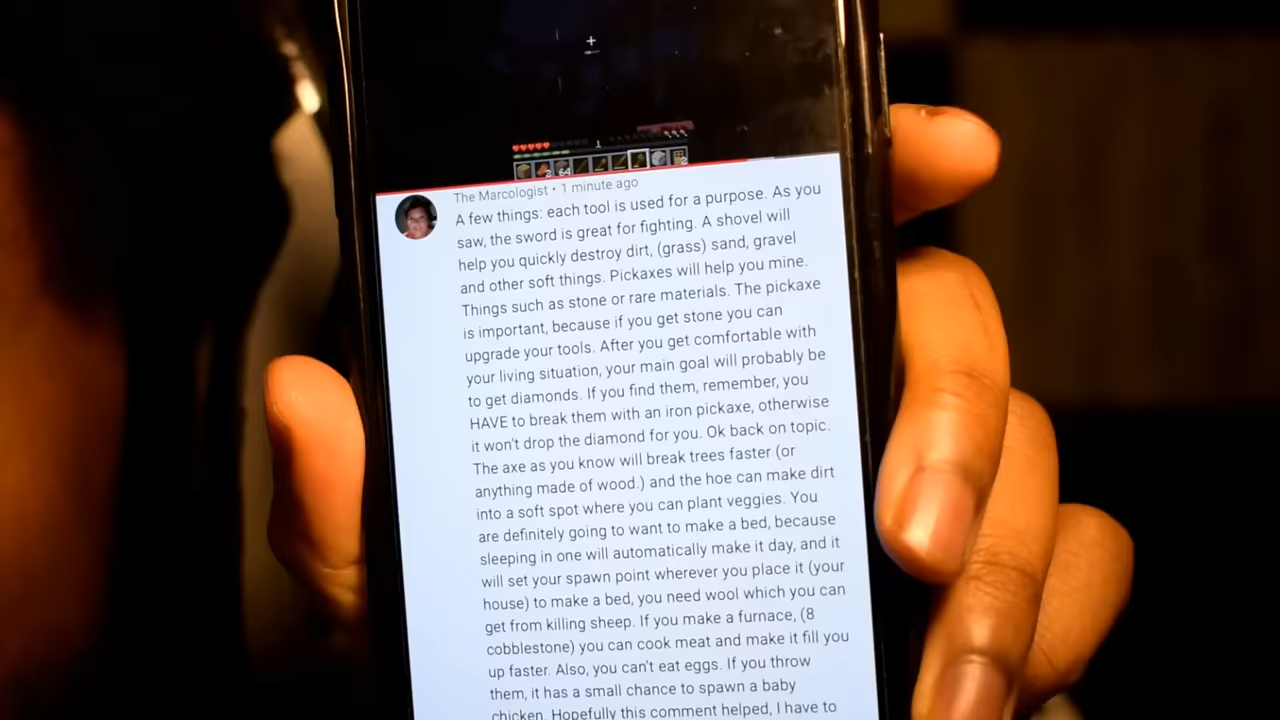 1
2
64
2
The Marcologist • 1 minute ago
A few things: each tool is used for a purpose. As you
saw, the sword is great for fighting. A shovel will
help you quickly destroy dirt, (grass) sand, gravel
and other soft things. Pickaxes will help you mine.
Things such as stone or rare materials. The pickaxe
is important, because if you get stone you can
upgrade your tools. After you get comfortable with
your living situation, your main goal will probably be
to get diamonds. If you find them, remember, you
HAVE to break them with an iron pickaxe, otherwise
it won't drop the diamond for you. Ok back on topic.
The axe as you know will break trees faster (or
anything made of wood.) and the hoe can make dirt
into a soft spot where you can plant veggies. You
are definitely going to want to make a bed, because
sleeping in one will automatically make it day, and it
will set your spawn point wherever you place it (your
house) to make a bed, you need wool which you can
get from killing sheep. If you make a furnace, (8
cobblestone) you can cook meat and make it fill you
up faster. Also, you can't eat eggs. If you throw
them, it has a small chance to spawn a baby
chicken. Hopefully this comment helped, I have to